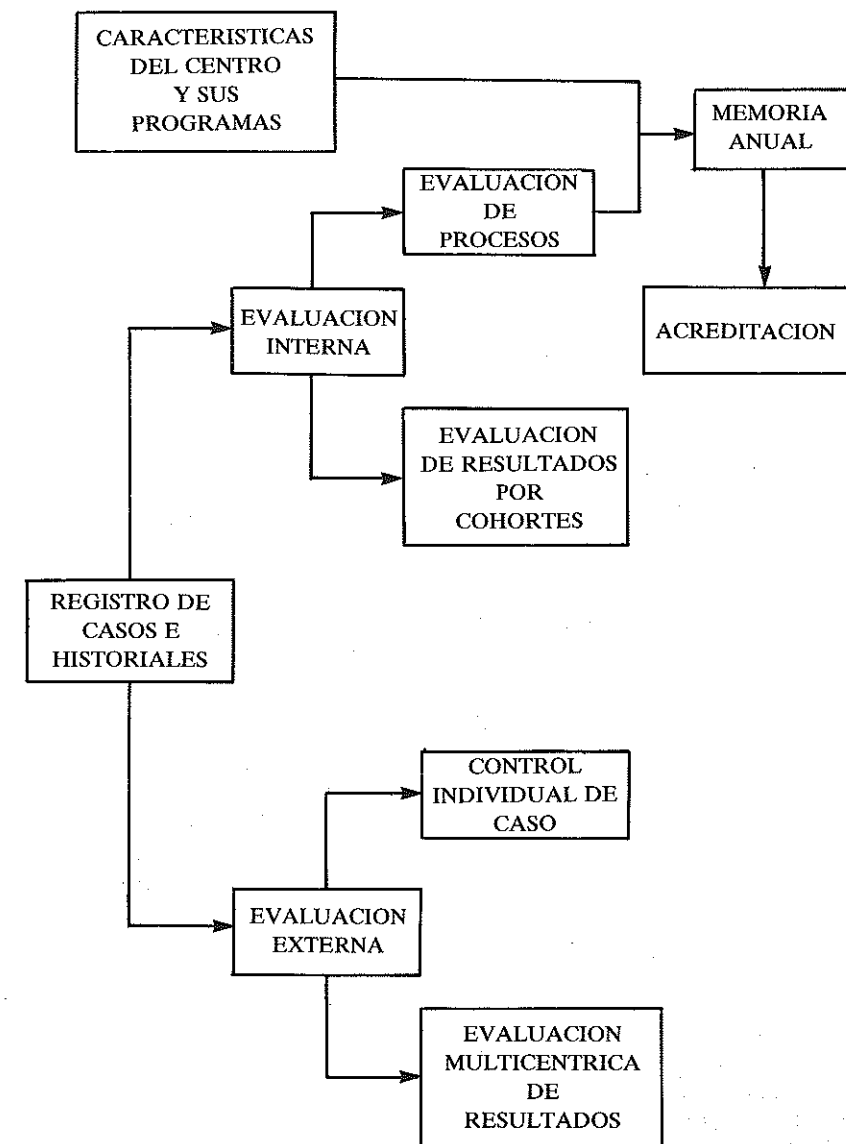 CARACTERISTICAS
DEL CENTRO
Y SUS
PROGRAMAS
MEMORIA
ANUAL
EVALUACION
DE
PROCESOS
EVALUACION
INTERNA
ACREDITACION
EVALUACION
DE RESULTADOS
POR
COHORTES
REGISTRO DE
CASOS E
HISTORIALES
CONTROL
INDIVIDUAL DE
CASO
EVALUACION
EXTERNA
EVALUACION
MULTICENTRICA
DE
RESULTADOS